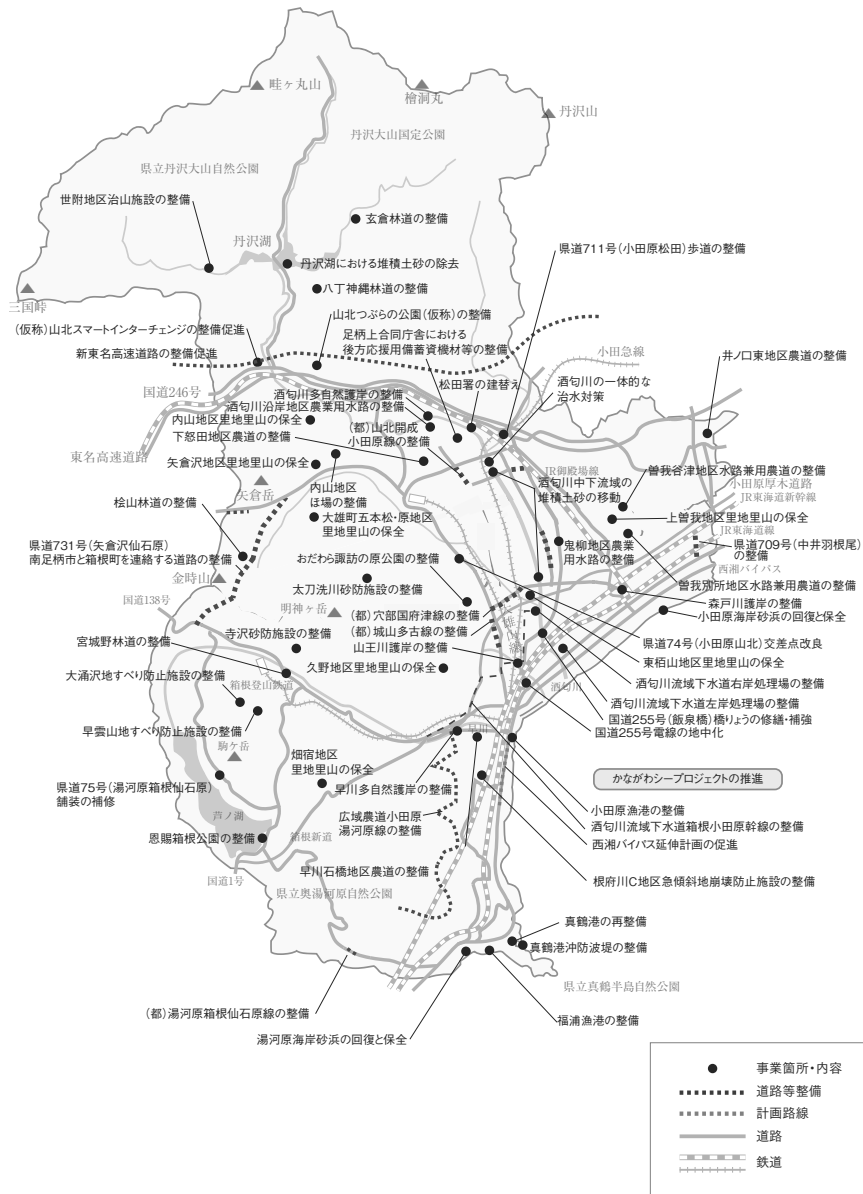 畦ヶ丸山
檜洞丸
丹沢山
丹沢大山国定公園
県立丹沢大山自然公園
世附地区治山施設の整備
玄倉林道の整備
丹沢湖
県道711号(小田原松田)歩道の整備
丹沢湖における堆積土砂の除去
八丁神縄林道の整備
三国峠
山北つぶらの公園(仮称)の整備
(仮称)山北スマートインターチェンジの整備促進
足柄上合同庁舎における
後方応援用備蓄資機材等の整備
新東名高速道路の整備促進
小田急線
井ノ口東地区農道の整備
松田署の建替え
酒匂川の一体的な
治水対策
国道246号
酒匂川多自然護岸の整備
酒匂川沿岸地区農業用水路の整備
内山地区里地里山の保全
(都)山北開成
小田原線の整備
下怒田地区農道の整備
東名高速道路
矢倉沢地区里地里山の保全
JR御殿場線
曽我谷津地区水路兼用農道の整備
矢倉岳
内山地区
ほ場の整備
酒匂川中下流域の
堆積土砂の移動
小田原厚木道路
JR東海道新幹線
桧山林道の整備
大雄町五本松・原地区
里地里山の保全
上曽我地区里地里山の保全
JR東海道線
県道731号(矢倉沢仙石原)
南足柄市と箱根町を連絡する道路の整備
おだわら諏訪の原公園の整備
鬼柳地区農業
用水路の整備
県道709号(中井羽根尾)
の整備
西湘バイパス
金時山
太刀洗川砂防施設の整備
曽我別所地区水路兼用農道の整備
国道138号
明神ヶ岳
(都)穴部国府津線の整備
大雄山線
森戸川護岸の整備
小田原海岸砂浜の回復と保全
宮城野林道の整備
寺沢砂防施設の整備
(都)城山多古線の整備
山王川護岸の整備
県道74号(小田原山北)交差点改良
久野地区里地里山の保全
東栢山地区里地里山の保全
大涌沢地すべり防止施設の整備
箱根登山鉄道
酒匂川
酒匂川流域下水道右岸処理場の整備
酒匂川流域下水道左岸処理場の整備
早雲山地すべり防止施設の整備
国道255号(飯泉橋)橋りょうの修繕・補強
国道255号電線の地中化
駒ケ岳
畑宿地区
里地里山の保全
かながわシープロジェクトの推進
県道75号(湯河原箱根仙石原)
舗装の補修
早川多自然護岸の整備
小田原漁港の整備
芦ノ湖
広域農道小田原
湯河原線の整備
酒匂川流域下水道箱根小田原幹線の整備
恩賜箱根公園の整備
箱根新道
西湘バイパス延伸計画の促進
国道1号
早川石橋地区農道の整備
根府川C地区急傾斜地崩壊防止施設の整備
県立奥湯河原自然公園
真鶴港の再整備
真鶴港沖防波堤の整備
県立真鶴半島自然公園
(都)湯河原箱根仙石原線の整備
福浦漁港の整備
湯河原海岸砂浜の回復と保全
事業箇所・内容
道路等整備
計画路線
道路
鉄道